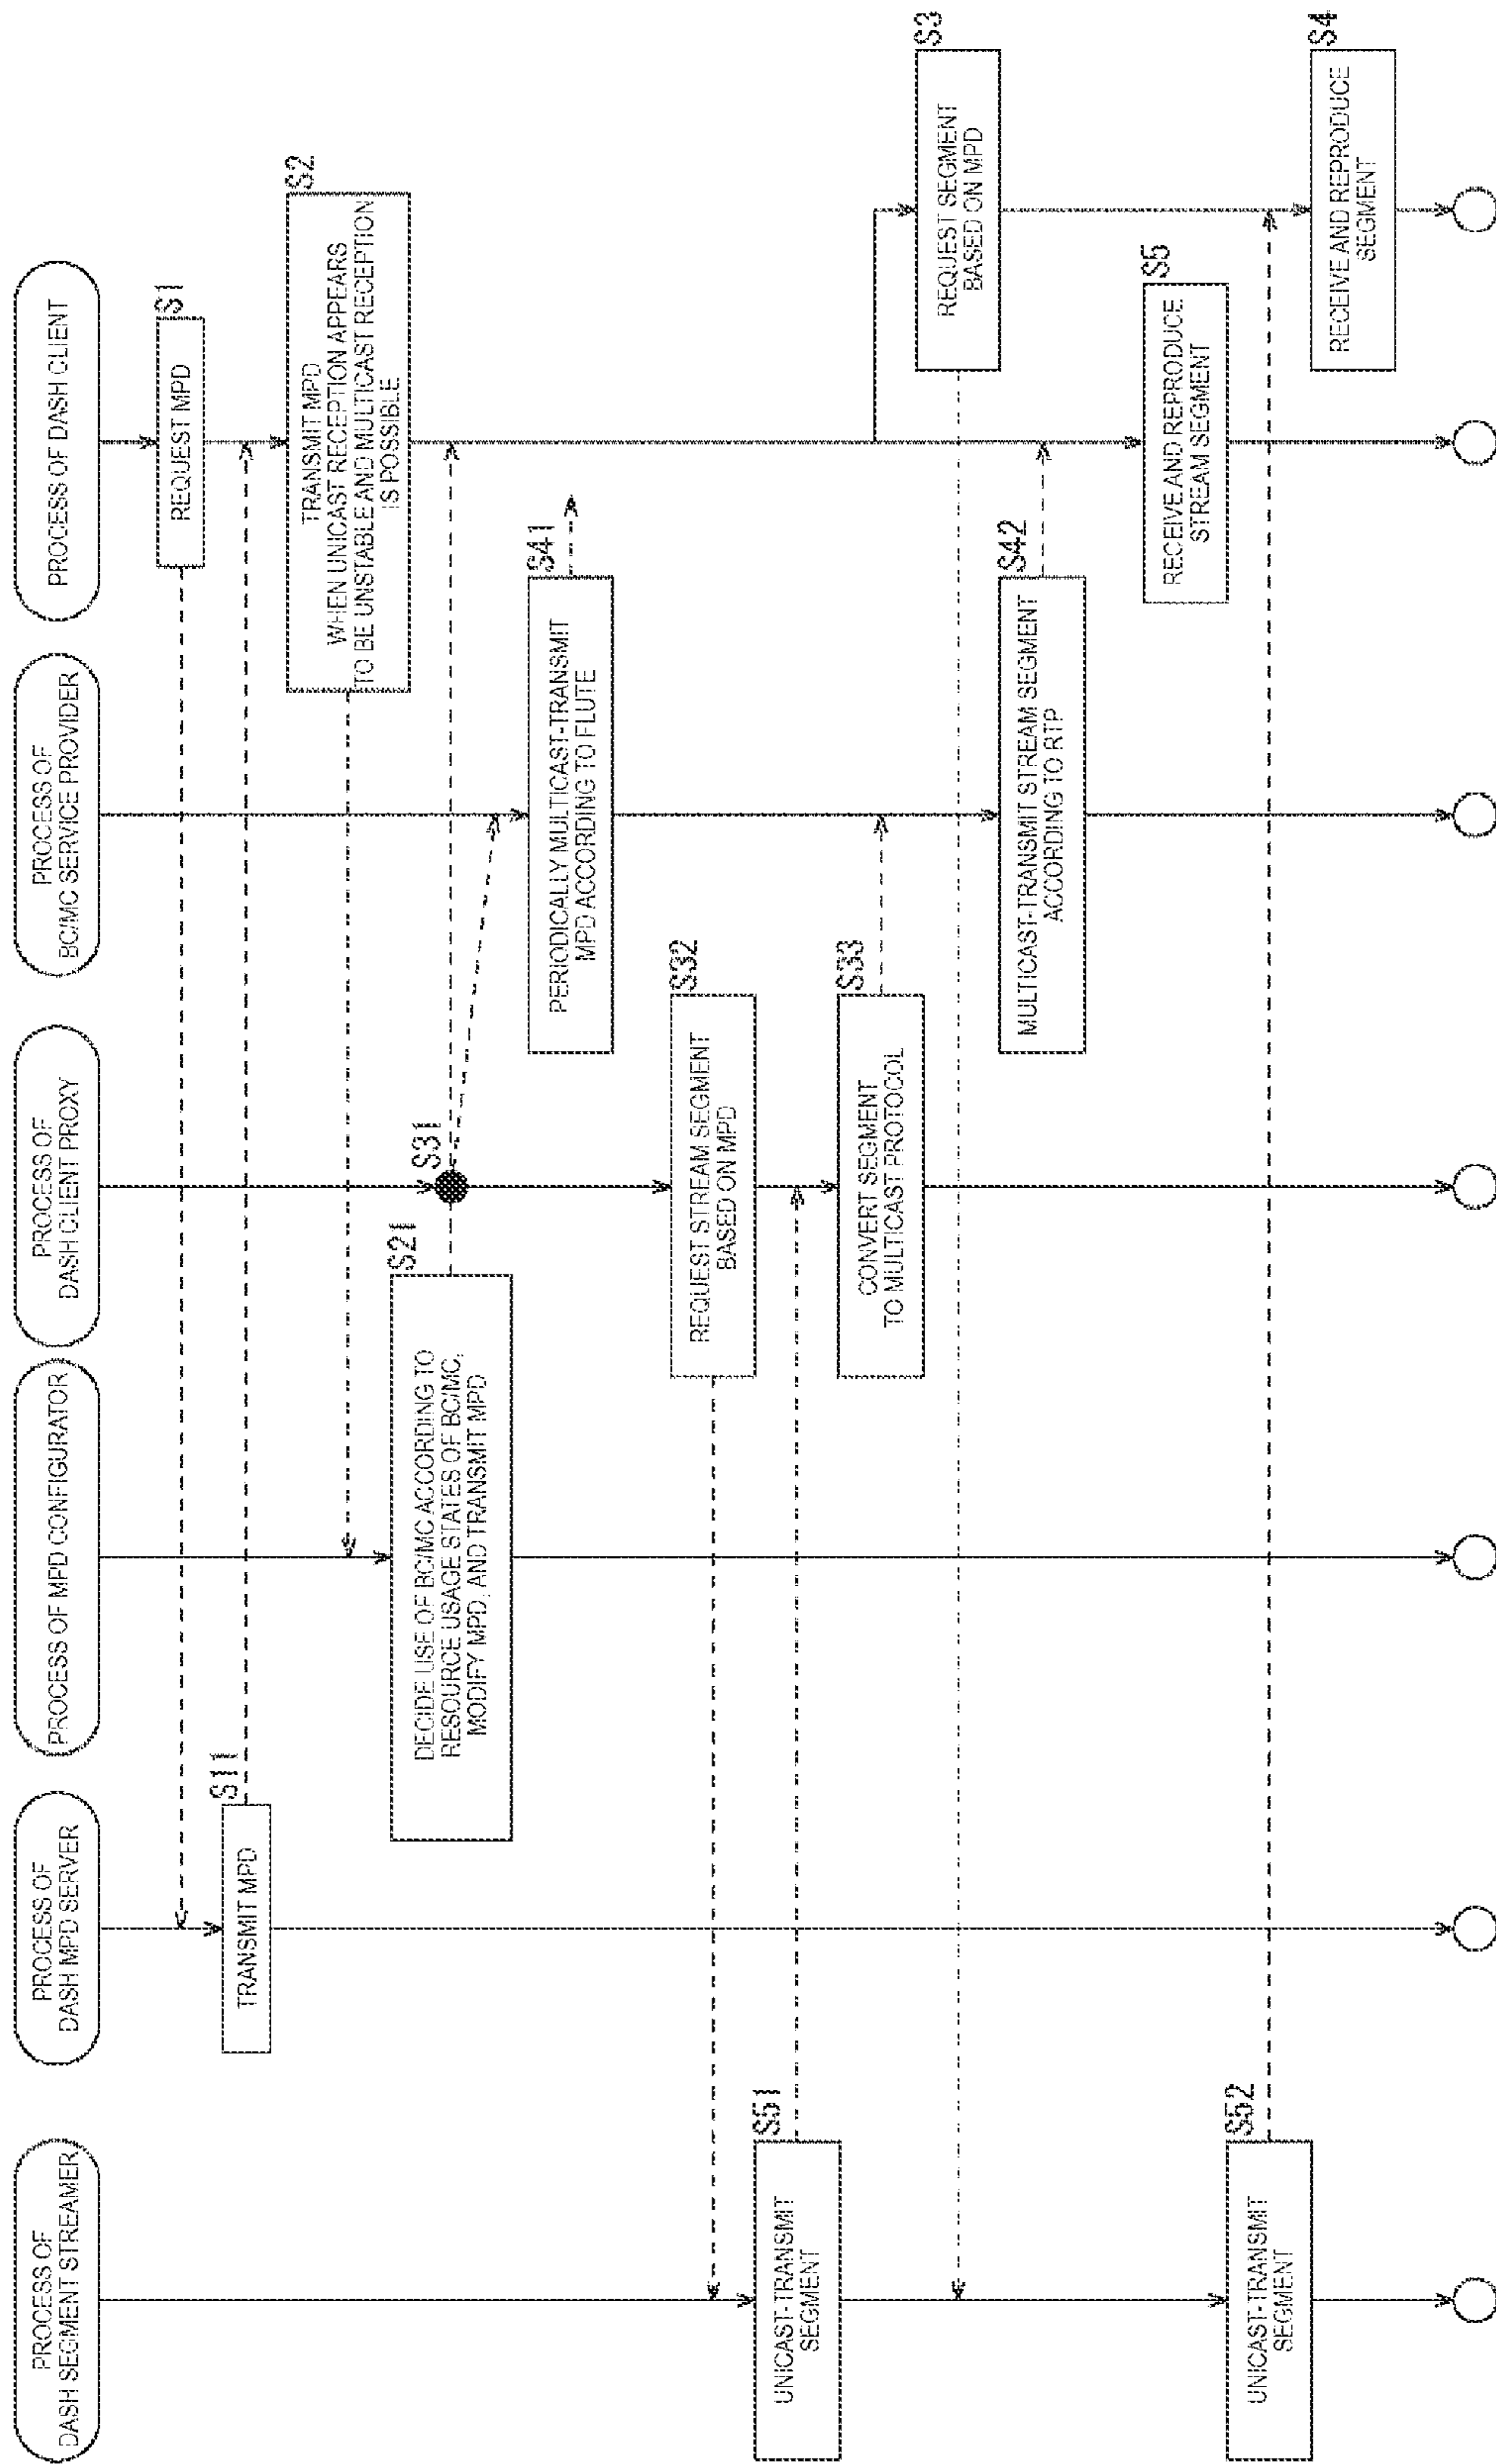 PROCESS OF
DASH SEGMENT STREAMER
PROCESS OF
DASH MPD SERVER
PROCESS OF MPD CONFIGURATOR
PROCESS OF
DASH CLIENT PROXY
PROCESS OF
BC/MC SERVICE PROVIDER
PROCESS OF DASH CLIENT
S1
REQUEST MPD
S11
TRANSMIT MPD
S2
TRANSMIT MPD
WHEN UNICAST RECEPTION APPEARS
TO BE UNSTABLE AND MULTICAST RECEPTION
IS POSSIBLE
S21
DECIDE USE OF BC/MC ACCORDING TO
RESOURCE USAGE STATES OF BC/MC,
MODIFY MPD, AND TRANSMIT MPD
S31
S41
PERIODICALLY MULTICAST-TRANSMIT
MPD ACCORDING TO FLUTE
S32
REQUEST STREAM SEGMENT
BASED ON MPD
S51
UNICAST-TRANSMIT
SEGMENT
S33
CONVERT SEGMENT
TO MULTICAST PROTOCOL
S3
REQUEST SEGMENT
BASED ON MPD
S42
MULTICAST-TRANSMIT STREAM SEGMENT
ACCORDING TO RTP
S5
RECEIVE AND REPRODUCE
STREAM SEGMENT
S52
UNICAST-TRANSMIT
SEGMENT
S4
RECEIVE AND REPRODUCE
SEGMENT